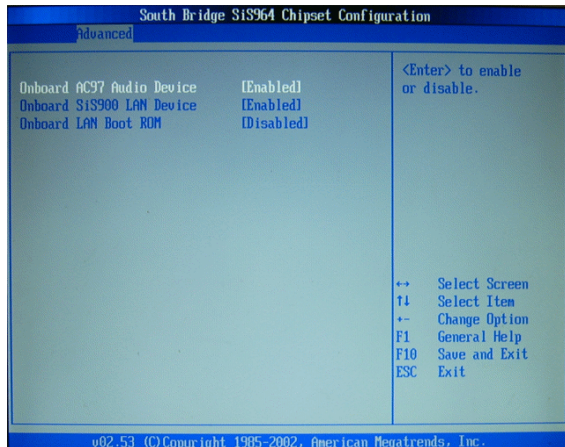 South Bridge SiS964 Chipset Configuration
Advanced
Onboard AC97 Audio Device [Enabled]
Onboard SiS900 LAN Device [Enabled]
Onboard LAN Boot ROM [Disabled]
<Enter> to enable
or disable.
↔ Select Screen
↑↓ Select Item
+- Change Option
F1 General Help
F10 Save and Exit
ESC Exit
v02.53 (C)Copyright 1985-2002, American Megatrends, Inc.